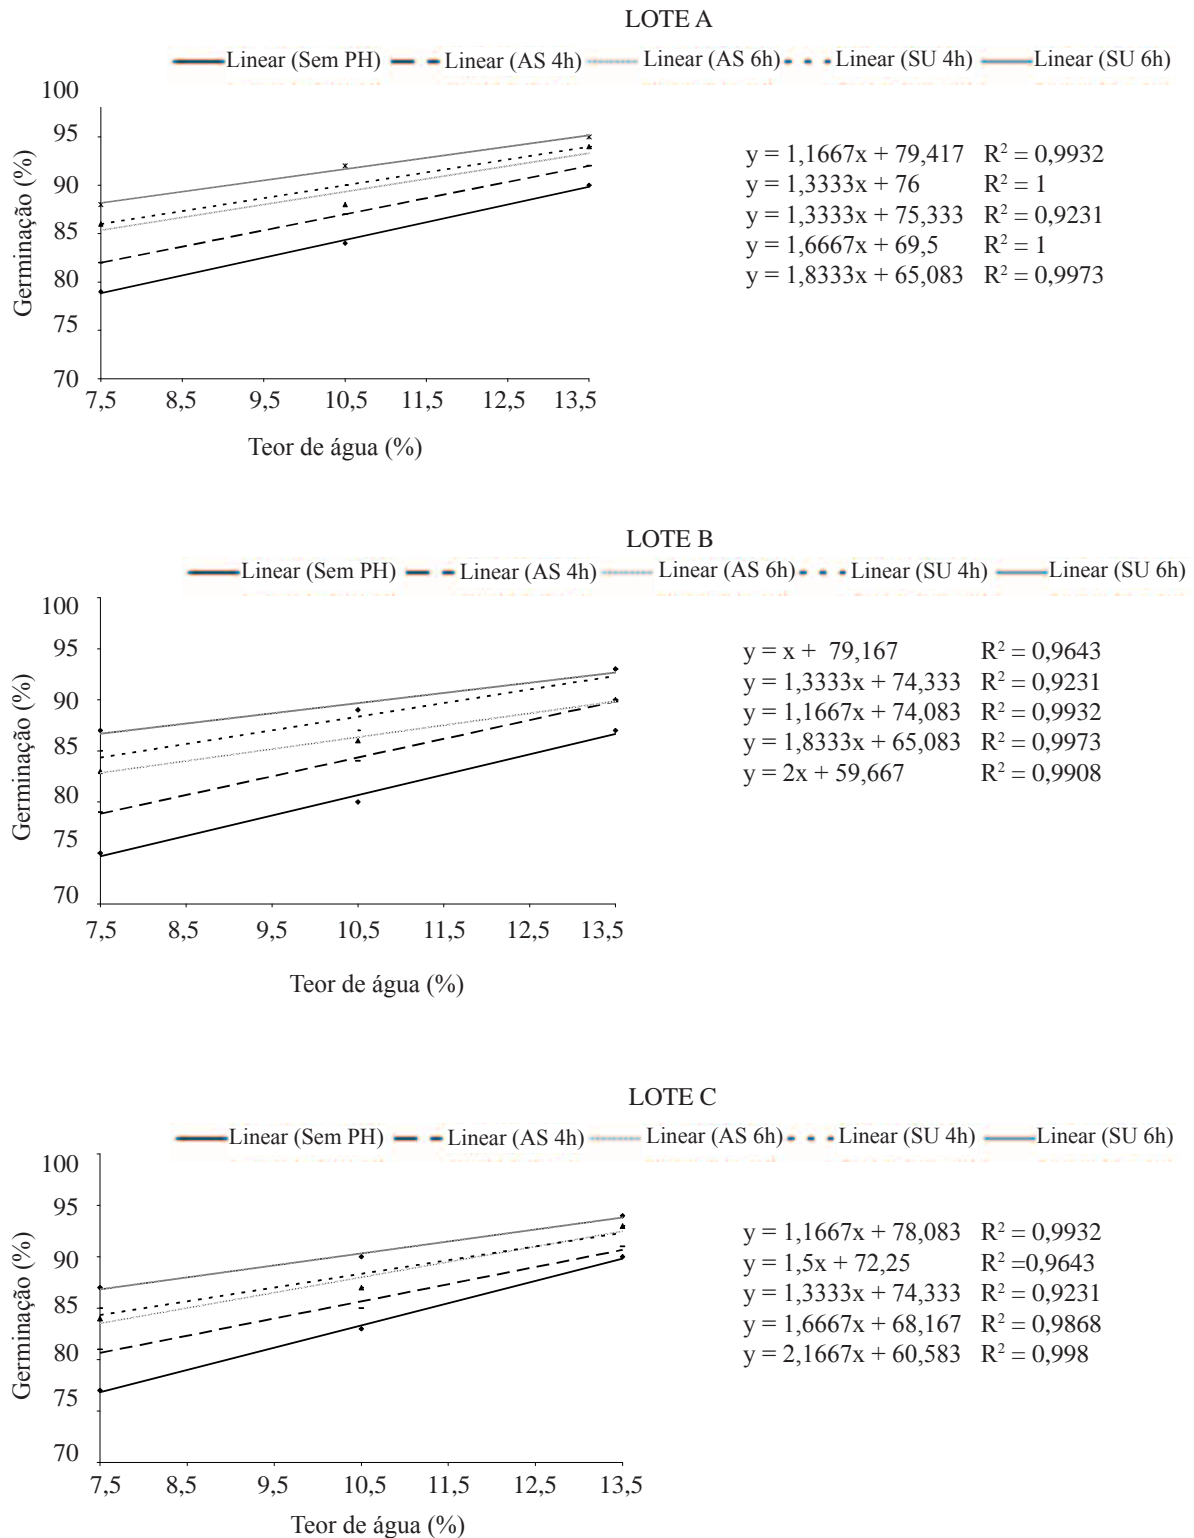 LOTE A
Linear (Sem PH) Linear (AS 4h) Linear (AS 6h) Linear (SU 4h) Linear (SU 6h)
Germinação (%)
100
95
90
85
80
75
70
7,5 8,5 9,5 10,5 11,5 12,5 13,5
Teor de água (%)
y = 1,1667x + 79,417 R² = 0,9932
y = 1,3333x + 76 R² = 1
y = 1,3333x + 75,333 R² = 0,9231
y = 1,6667x + 69,5 R² = 1
y = 1,8333x + 65,083 R² = 0,9973
LOTE B
Linear (Sem PH) Linear (AS 4h) Linear (AS 6h) Linear (SU 4h) Linear (SU 6h)
Germinação (%)
100
95
90
85
80
75
70
7,5 8,5 9,5 10,5 11,5 12,5 13,5
Teor de água (%)
y = x + 79,167 R² = 0,9643
y = 1,3333x + 74,333 R² = 0,9231
y = 1,1667x + 74,083 R² = 0,9932
y = 1,8333x + 65,083 R² = 0,9973
y = 2x + 59,667 R² = 0,9908
LOTE C
Linear (Sem PH) Linear (AS 4h) Linear (AS 6h) Linear (SU 4h) Linear (SU 6h)
Germinação (%)
100
95
90
85
80
75
70
7,5 8,5 9,5 10,5 11,5 12,5 13,5
Teor de água (%)
y = 1,1667x + 78,083 R² = 0,9932
y = 1,5x + 72,25 R² =0,9643
y = 1,3333x + 74,333 R² = 0,9231
y = 1,6667x + 68,167 R² = 0,9868
y = 2,1667x + 60,583 R² = 0,998